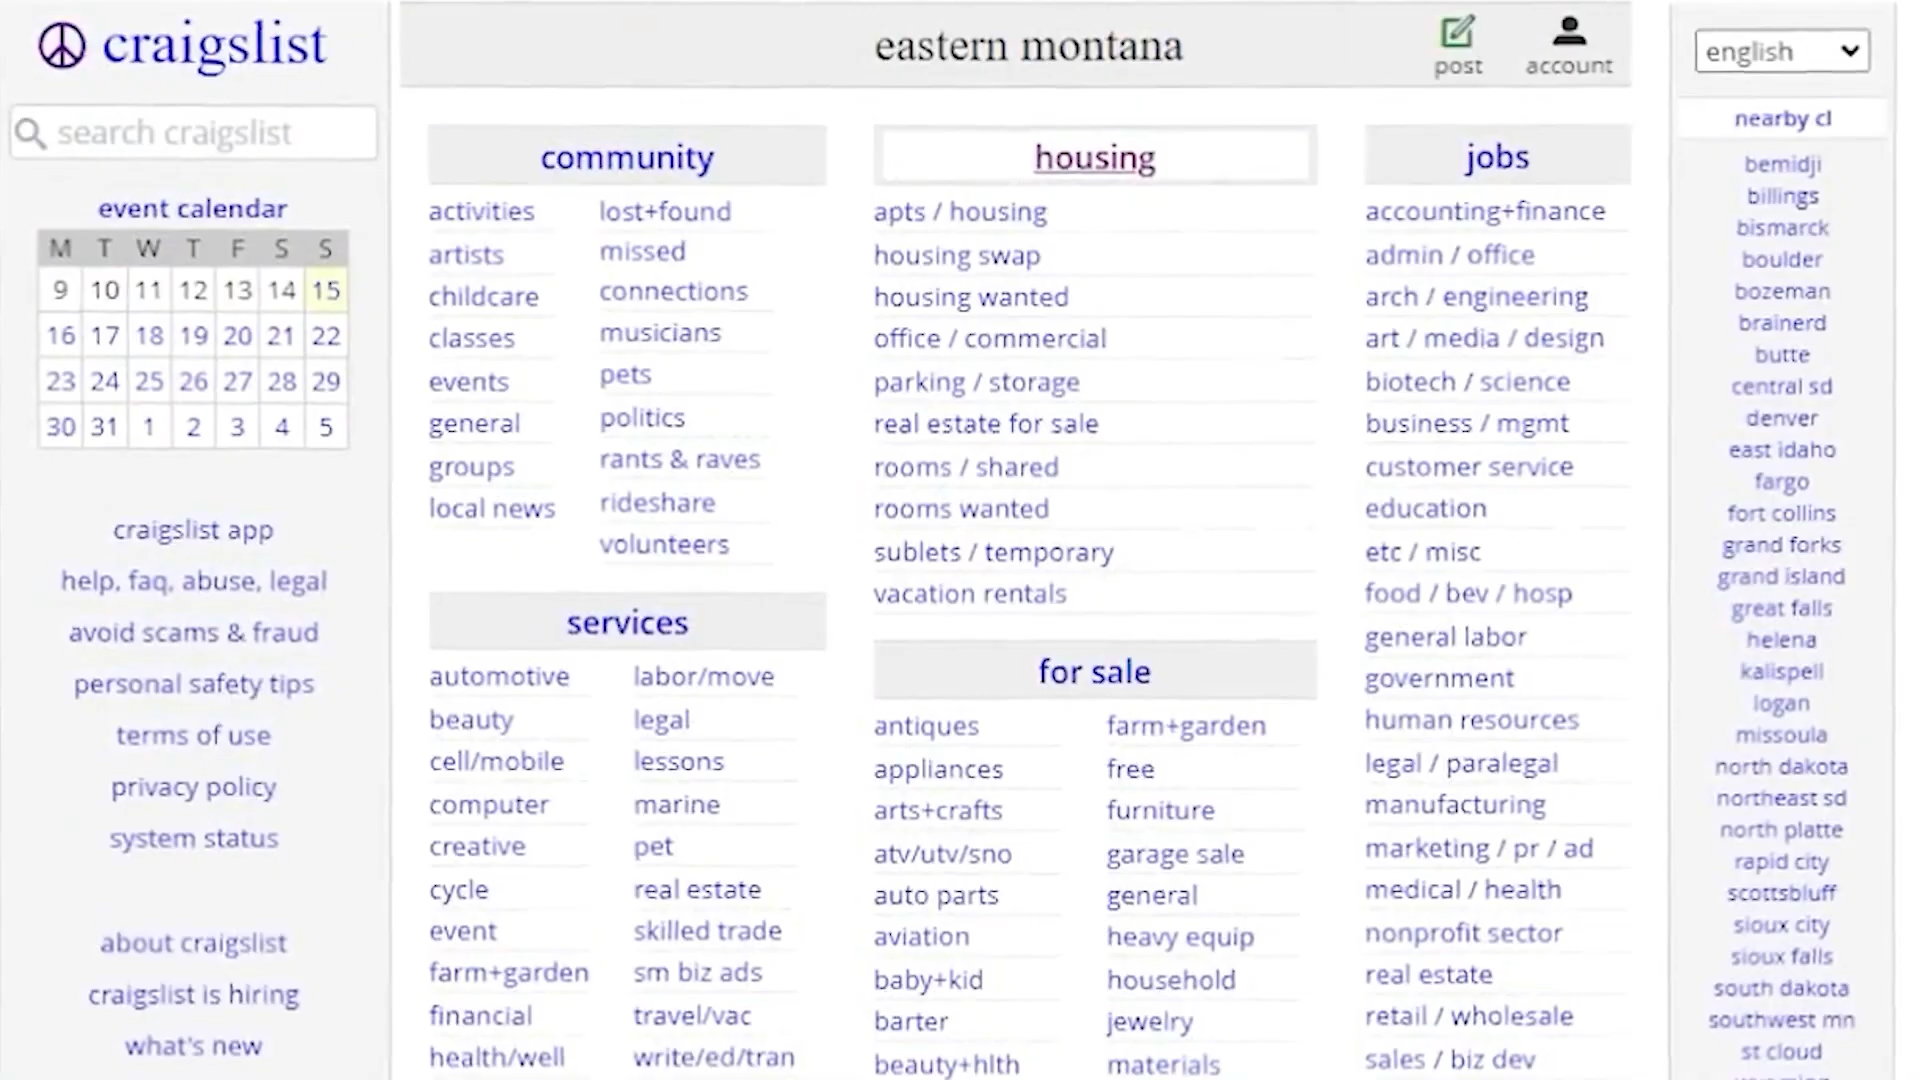 craigslist
search craigslist
event calendar
M T W T F S S
9 10 11 12 13 14 15
16 17 18 19 20 21 22
23 24 25 26 27 28 29
30 31 1 2 3 4 5
craigslist app
help, faq, abuse, legal
avoid scams & fraud
personal safety tips
terms of use
privacy policy
system status
about craigslist
craigslist is hiring
what's new
eastern montana
post
account
community
activities
artists
childcare
classes
events
general
groups
local news
lost+found
missed
connections
musicians
pets
politics
rants & raves
rideshare
volunteers
services
automotive
beauty
cell/mobile
computer
creative
cycle
event
farm+garden
financial
health/well
labor/move
legal
lessons
marine
pet
real estate
skilled trade
sm biz ads
travel/vac
write/ed/tran
housing
apts / housing
housing swap
housing wanted
office / commercial
parking / storage
real estate for sale
rooms / shared
rooms wanted
sublets / temporary
vacation rentals
for sale
antiques
appliances
arts+crafts
atv/utv/sno
auto parts
aviation
baby+kid
barter
beauty+hlth
farm+garden
free
furniture
garage sale
general
heavy equip
household
jewelry
materials
jobs
accounting+finance
admin / office
arch / engineering
art / media / design
biotech / science
business / mgmt
customer service
education
etc / misc
food / bev / hosp
general labor
government
human resources
legal / paralegal
manufacturing
marketing / pr / ad
medical / health
nonprofit sector
real estate
retail / wholesale
sales / biz dev
english
nearby cl
bemidji
billings
bismarck
boulder
bozeman
brainerd
butte
central sd
denver
east idaho
fargo
fort collins
grand forks
grand island
great falls
helena
kalispell
logan
missoula
north dakota
northeast sd
north platte
rapid city
scottsbluff
sioux city
sioux falls
south dakota
southwest mn
st cloud